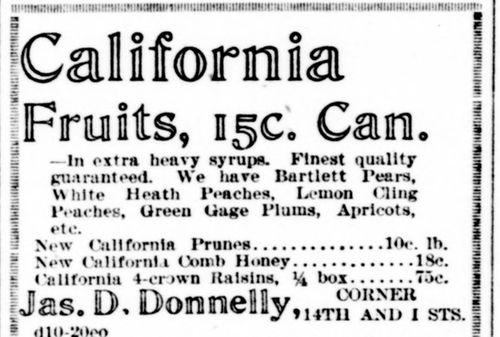 California
Fruits, 15c. Can.
—In extra heavy syrups. Finest quality
guaranteed. We have Bartlett Pears,
White Heath Peaches, Lemon Cling
Peaches, Green Gage Plums, Apricots,
etc.
New California Prunes..............10c. lb.
New California Comb Honey.............18c.
California 4-crown Raisins, ¼ box.......75c.
Jas. D. Donnelly, CORNER
14TH AND I STS.
d10-20eo